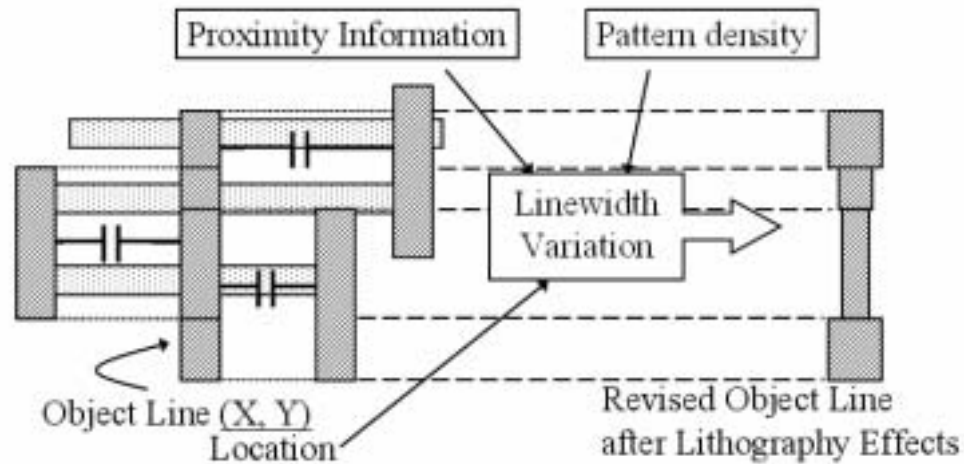 Proximity Information
Pattern density
Linewidth
Variation
Object Line (X, Y)
Location
Revised Object Line
after Lithography Effects